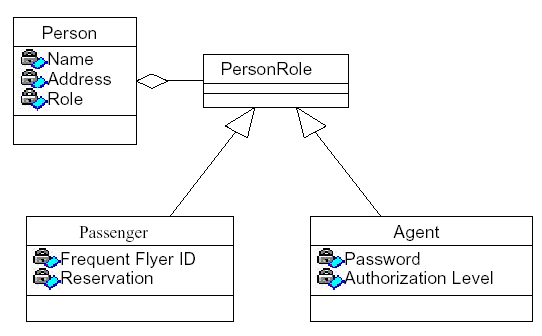 Person
Name
Address
Role
PersonRole
Passenger
Frequent Flyer ID
Reservation
Agent
Password
Authorization Level